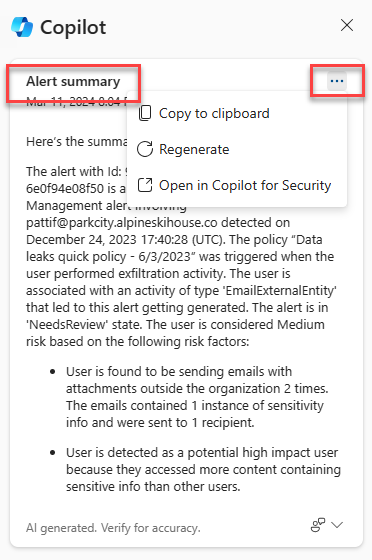 Copilot
Alert summary
Mar 11, 2024 8:04
Copy to clipboard
Here's the summa
Regenerate
The alert with Id:
Open in Copilot for Security
6e0f94e08f50 is a
Management alert involving
pattif@parkcity.alpineskihouse.co detected on
December 24, 2023 17:40:28 (UTC). The policy “Data
leaks quick policy - 6/3/2023” was triggered when the
user performed exfiltration activity. The user is
associated with an activity of type 'EmailExternalEntity'
that led to this alert getting generated. The alert is in
'NeedsReview' state. The user is considered Medium
risk based on the following risk factors:
• User is found to be sending emails with
attachments outside the organization 2 times.
The emails contained 1 instance of sensitivity
info and were sent to 1 recipient.
• User is detected as a potential high impact user
because they accessed more content containing
sensitive info than other users.
AI generated. Verify for accuracy.